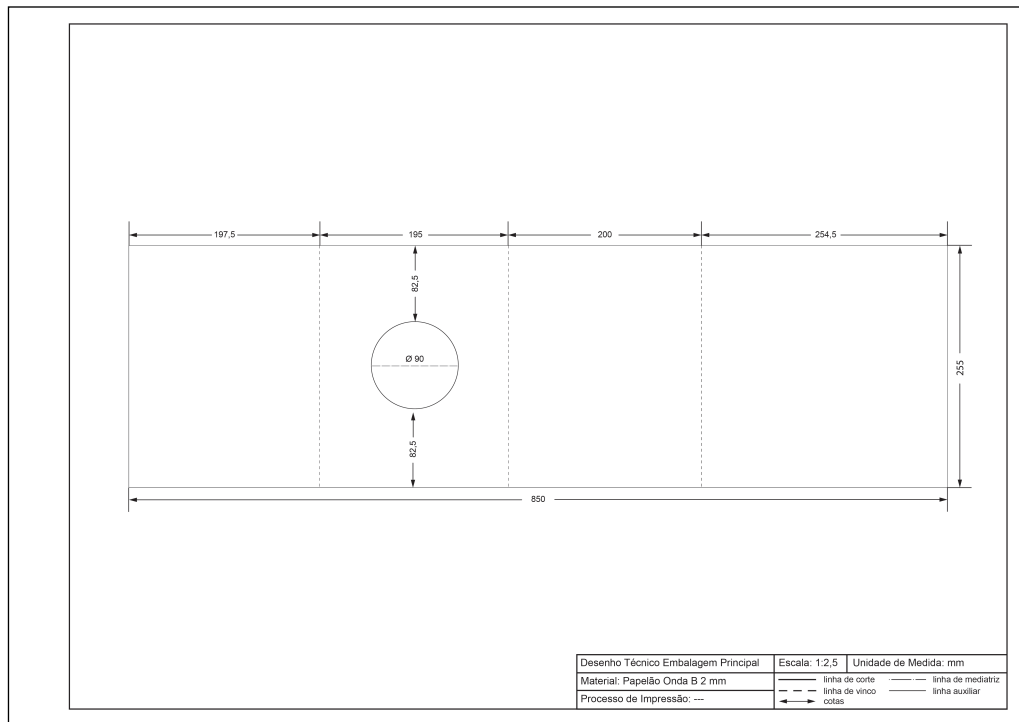 197,5
195
200
254,5
82,5
Ø 90
255
82,5
850
Desenho Técnico Embalagem Principal
Escala: 1:2,5
Unidade de Medida: mm
Material: Papelão Onda B 2 mm
linha de corte
linha de mediatriz
linha de vinco
linha auxiliar
Processo de Impressão: ---
cotas